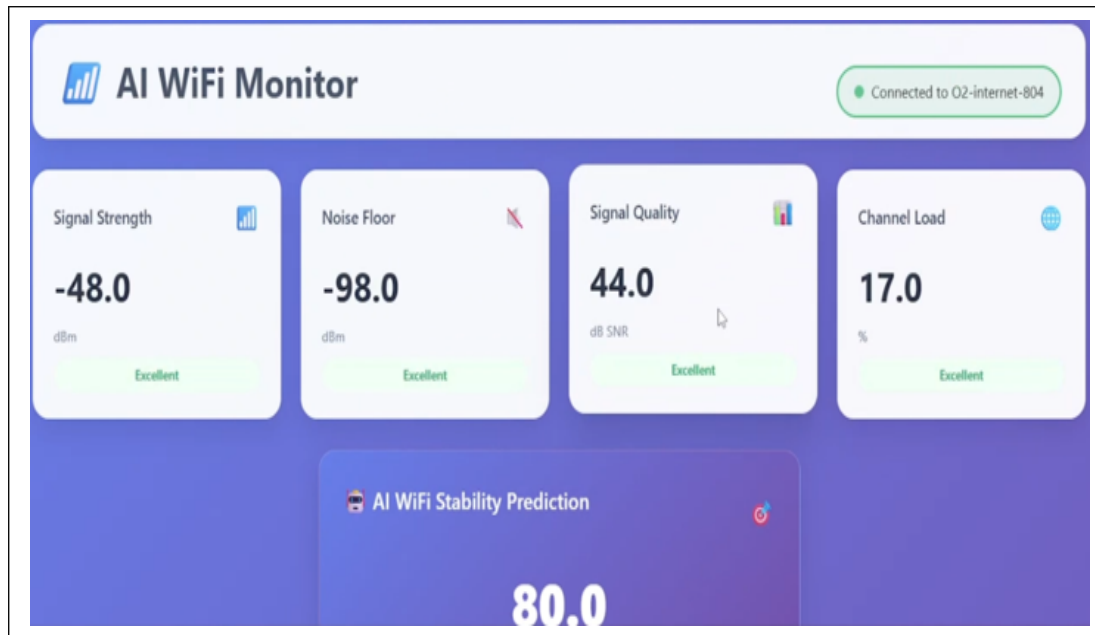 AI WiFi Monitor
Connected to O2-internet-804
Signal Strength
-48.0
dBm
Excellent
Noise Floor
-98.0
dBm
Excellent
Signal Quality
44.0
dB SNR
Excellent
Channel Load
17.0
%
Excellent
AI WiFi Stability Prediction
80.0